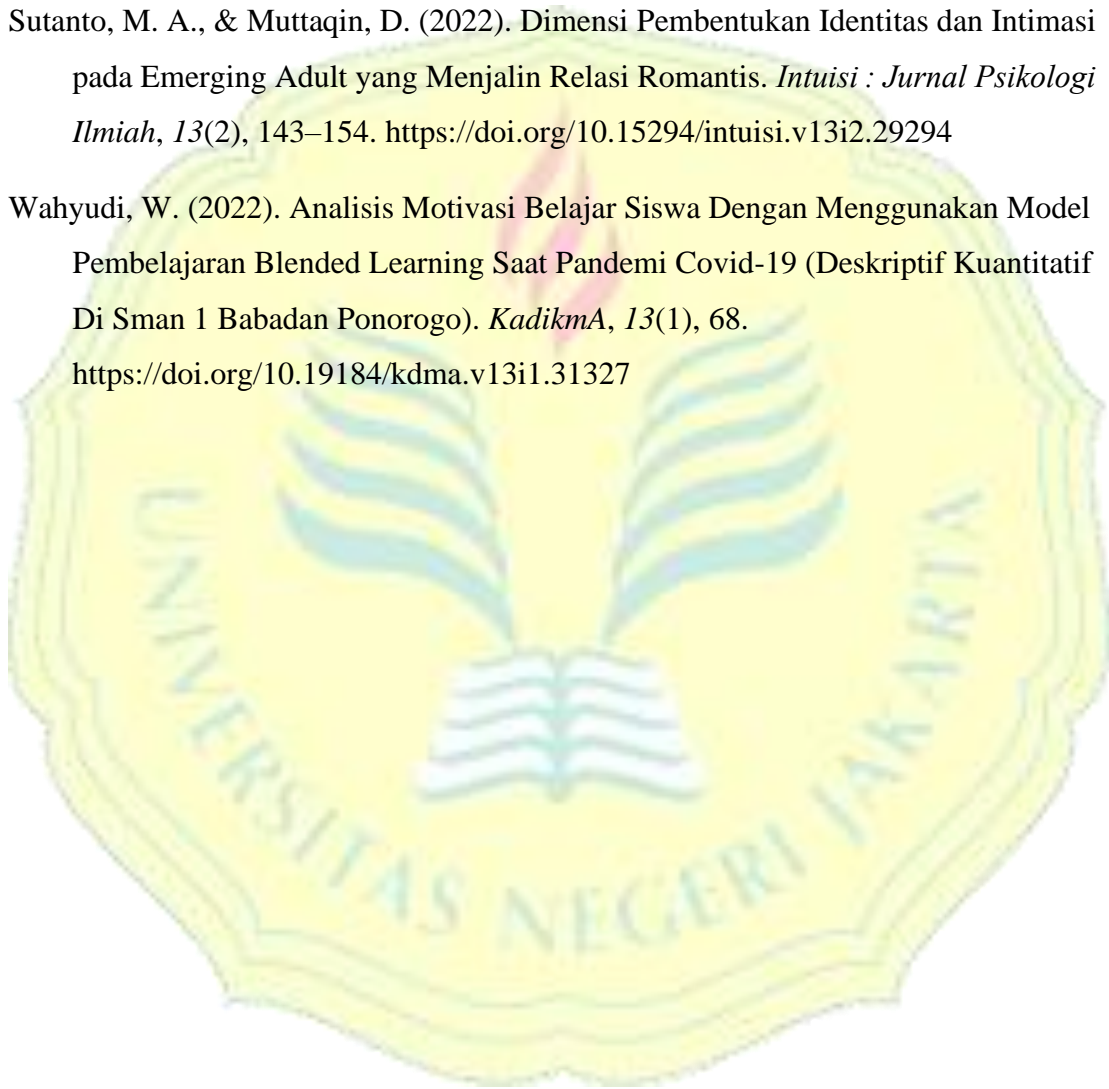 Sutanto, M. A., & Muttaqin, D. (2022). Dimensi Pembentukan Identitas dan Intimasi
pada Emerging Adult yang Menjalin Relasi Romantis. Intuisi : Jurnal Psikologi
Ilmiah, 13(2), 143–154. https://doi.org/10.15294/intuisi.v13i2.29294
Wahyudi, W. (2022). Analisis Motivasi Belajar Siswa Dengan Menggunakan Model
Pembelajaran Blended Learning Saat Pandemi Covid-19 (Deskriptif Kuantitatif
Di Sman 1 Babadan Ponorogo). KadikmA, 13(1), 68.
https://doi.org/10.19184/kdma.v13i1.31327
UNIVERSITAS NEGERI JAKARTA